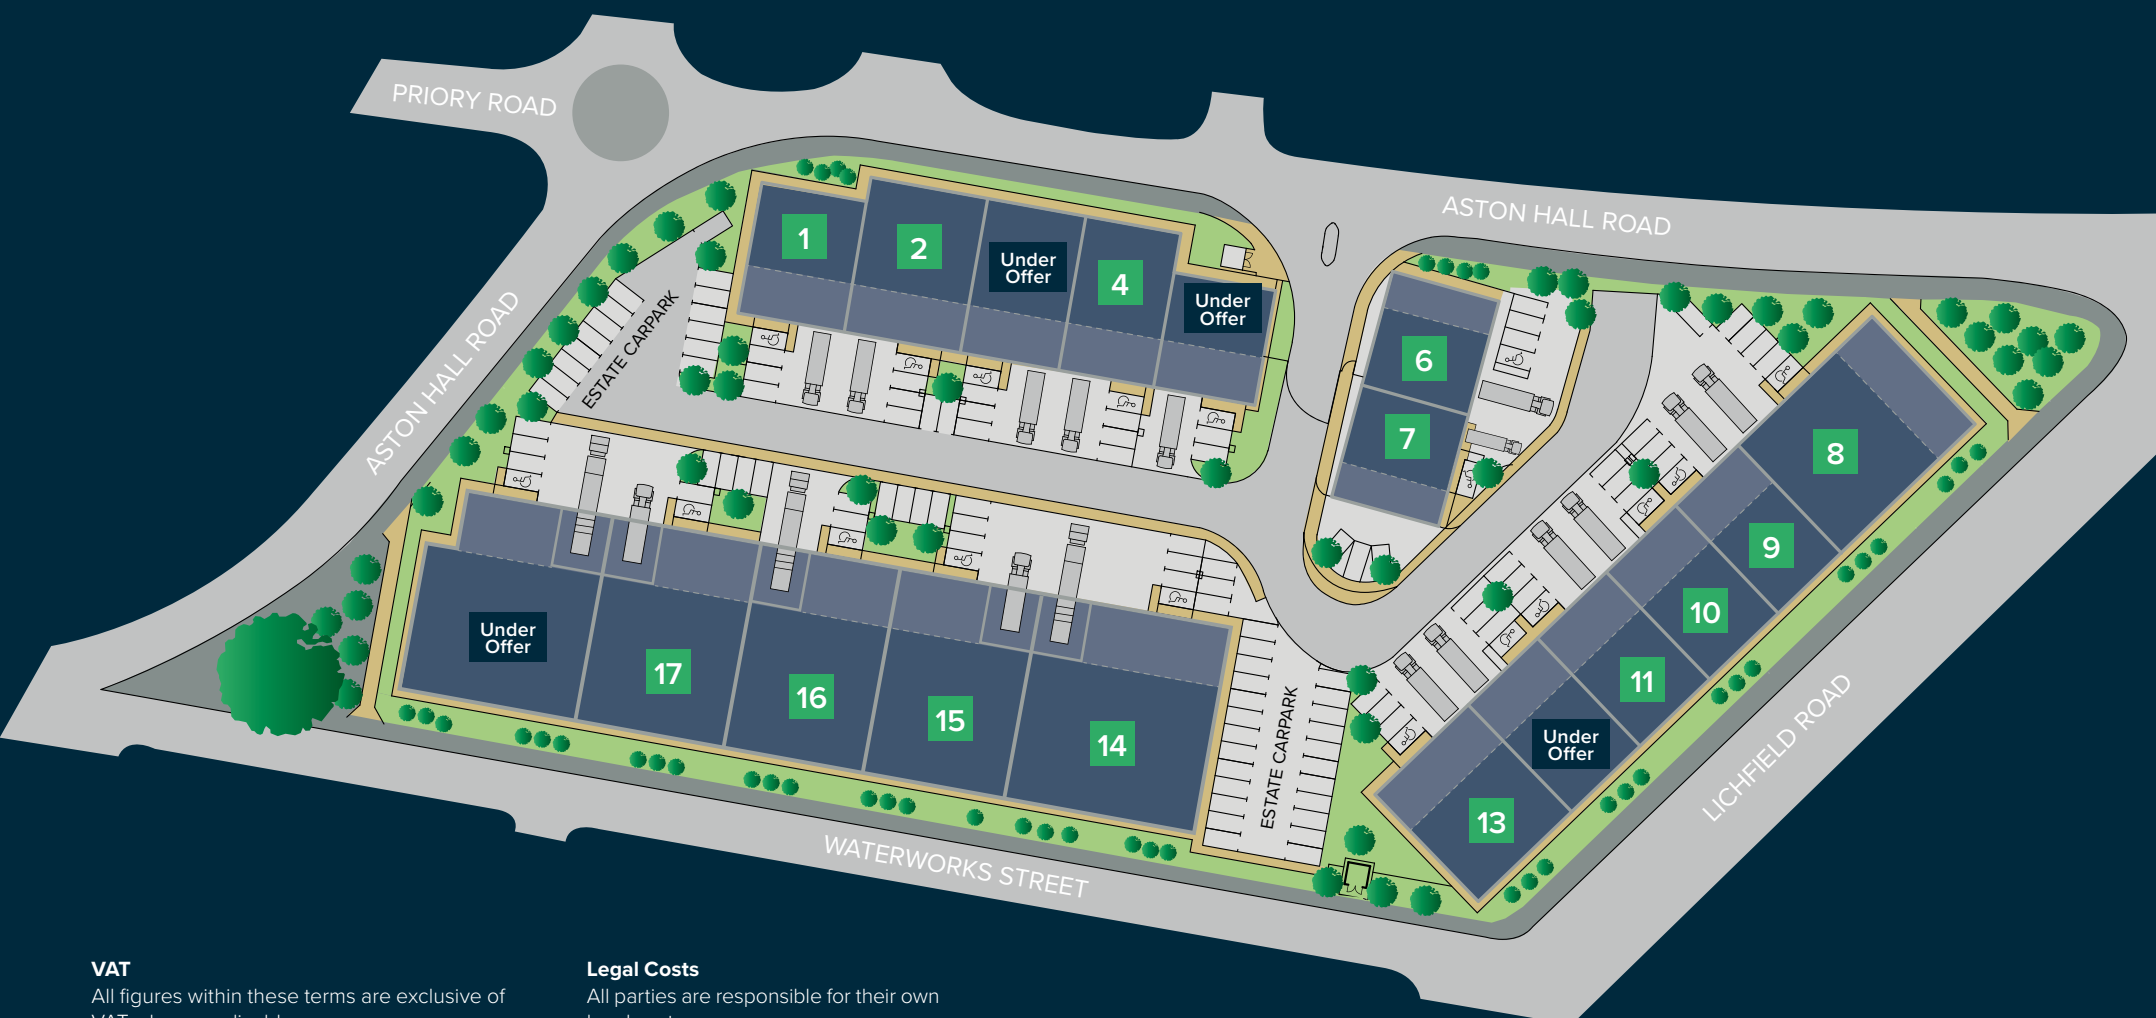 PRIORY ROAD
ASTON HALL ROAD
ASTON HALL ROAD
ESTATE CARPARK
1
2
Under
Offer
4
Under
Offer
6
7
8
9
10
11
Under
Offer
13
Under
Offer
17
16
15
14
ESTATE CARPARK
LICHFIELD ROAD
WATERWORKS STREET
VAT
All figures within these terms are exclusive of
Legal Costs
All parties are responsible for their own